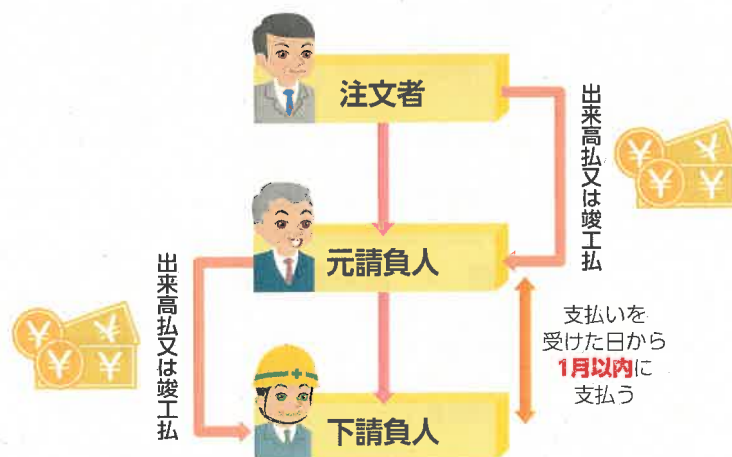 注文者
出来高払又は竣工払
¥
¥
¥
¥
元請負人
出来高払又は竣工払
¥
¥
¥
¥
支払いを
受けた日から
1月以内に
支払う
下請負人